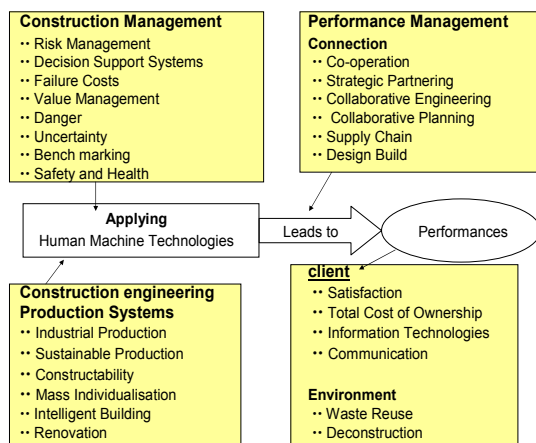 Construction Management
·· Risk Management
·· Decision Support Systems
·· Failure Costs
·· Value Management
·· Danger
·· Uncertainty
·· Bench marking
·· Safety and Health
Performance Management
Connection
·· Co-operation
·· Strategic Partnering
·· Collaborative Engineering
·· Collaborative Planning
·· Supply Chain
·· Design Build
Applying
Human Machine Technologies
Leads to
Performances
Construction engineering
Production Systems
·· Industrial Production
·· Sustainable Production
·· Constructability
·· Mass Individualisation
·· Intelligent Building
·· Renovation
client
·· Satisfaction
·· Total Cost of Ownership
·· Information Technologies
·· Communication
Environment
·· Waste Reuse
·· Deconstruction